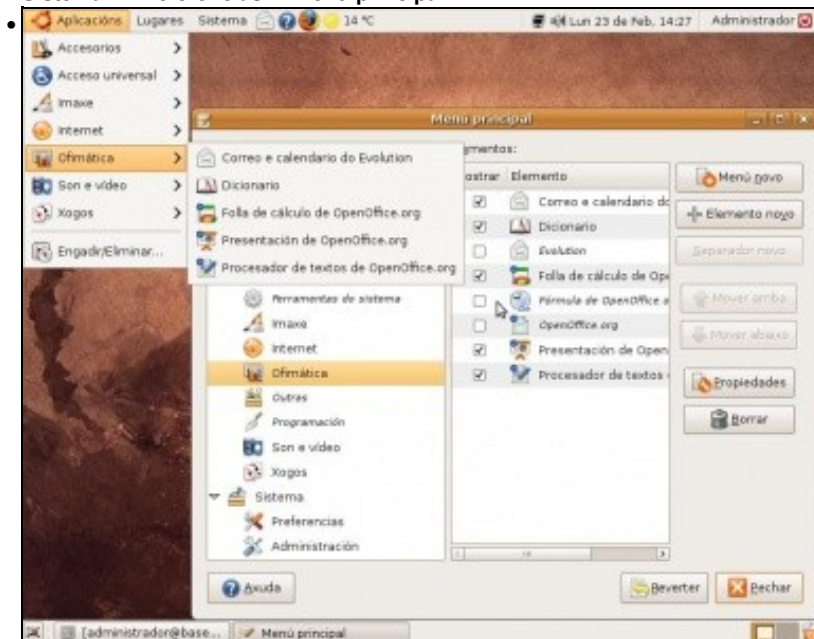 Aplicacións Lugares Sistema 14 °C Lun 23 de Feb, 14:27 Administrador
Accesorios
Acceso universal
Imaxe
Internet
Ofimática
Son e vídeo
Xogos
Engadir/Eliminar...
Menú principal
Correo e calendario do Evolution
Dicionario
Folla de cálculo de OpenOffice.org
Presentación de OpenOffice.org
Procesador de textos de OpenOffice.org
Ferramentas do sistema
Imaxe
Internet
Ofimática
Outras
Programación
Son e vídeo
Xogos
Sistema
Preferencias
Administración
Elemento
Correo e calendario do
Dicionario
Evolution
Folla de cálculo de Ope
Fórmula de OpenOffice
OpenOffice.org
Presentación de Open
Procesador de textos
Menú novo
Elemento novo
Separador novo
Mover arriba
Mover abaixo
Propiedades
Borrar
Axuda
Reverter
Pechar
[administrador@base... Menú principal